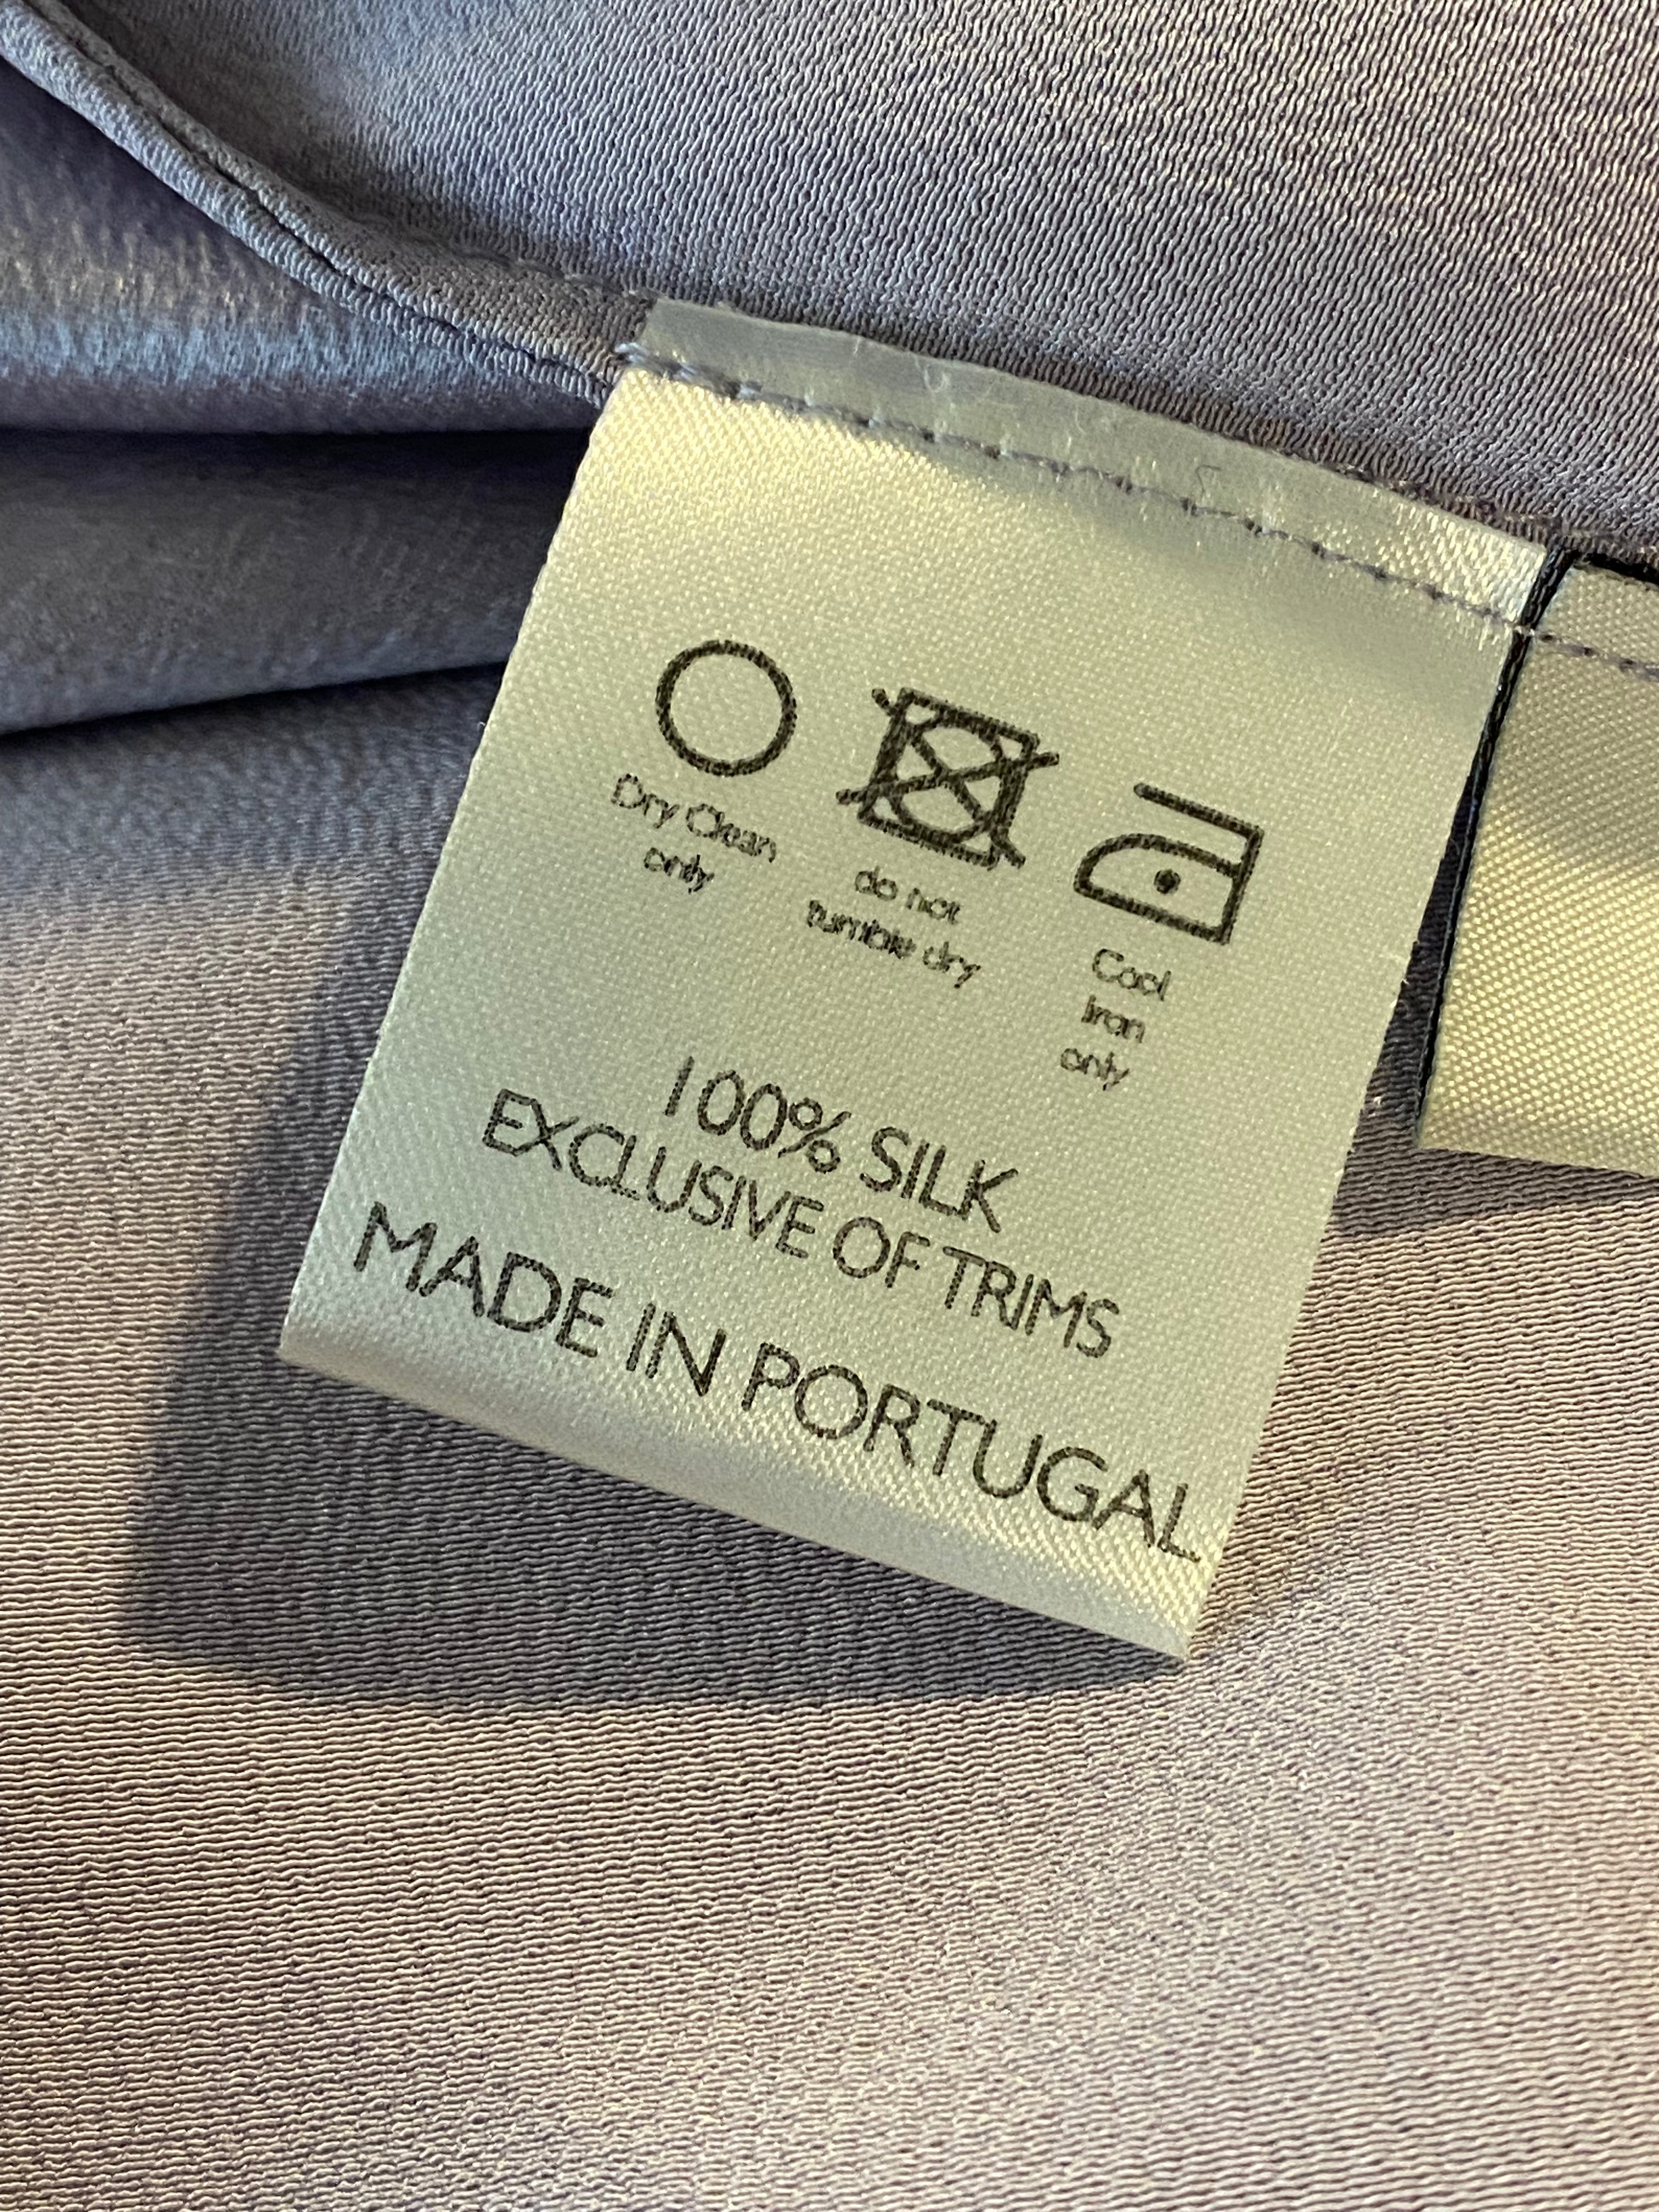 Dry Clean
only
do not
tumble dry
Cool
Iron
only
100% SILK
EXCLUSIVE OF TRIMS
MADE IN PORTUGAL